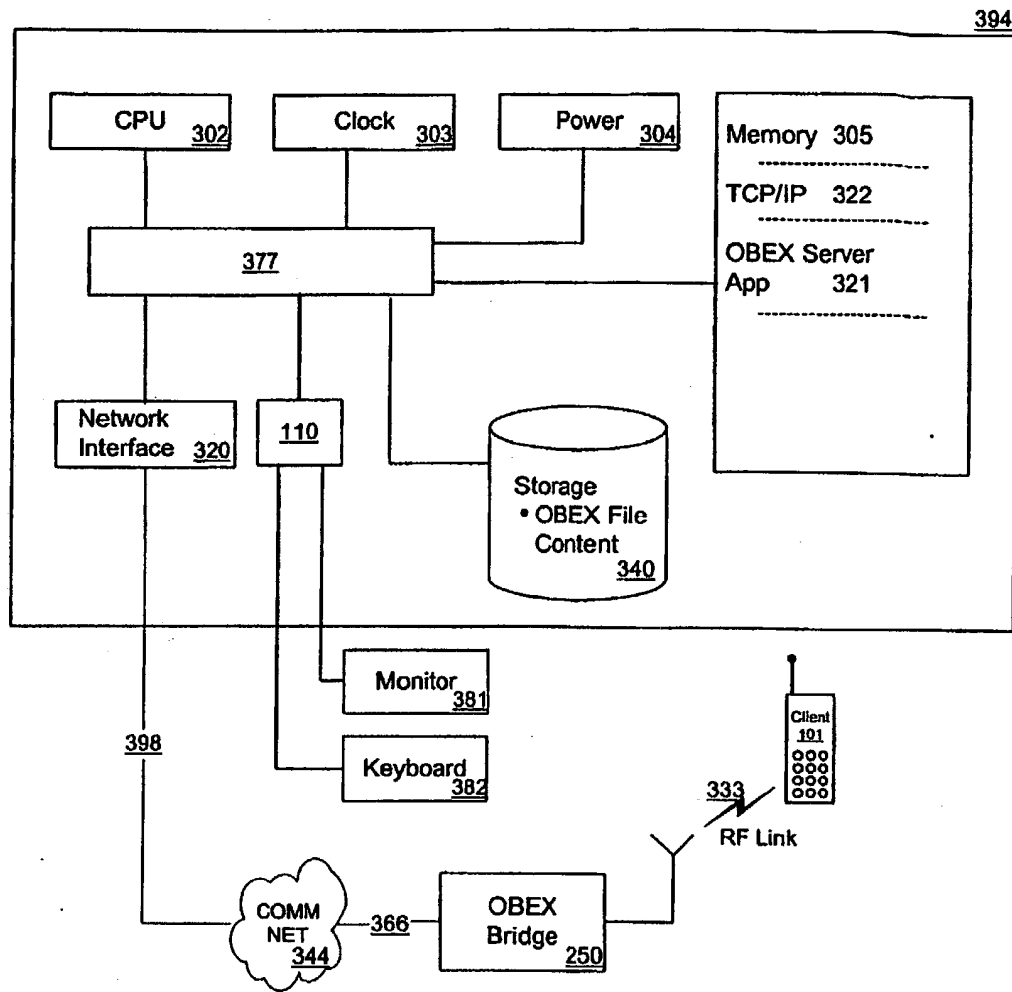 394
CPU 302
Clock 303
Power 304
Memory 305
TCP/IP 322
OBEX Server
App 321
377
Network
Interface 320
110
Storage
• OBEX File
Content
340
Monitor 381
Keyboard 382
398
Client
101
333
RF Link
COMM
NET
344
366
OBEX
Bridge
250